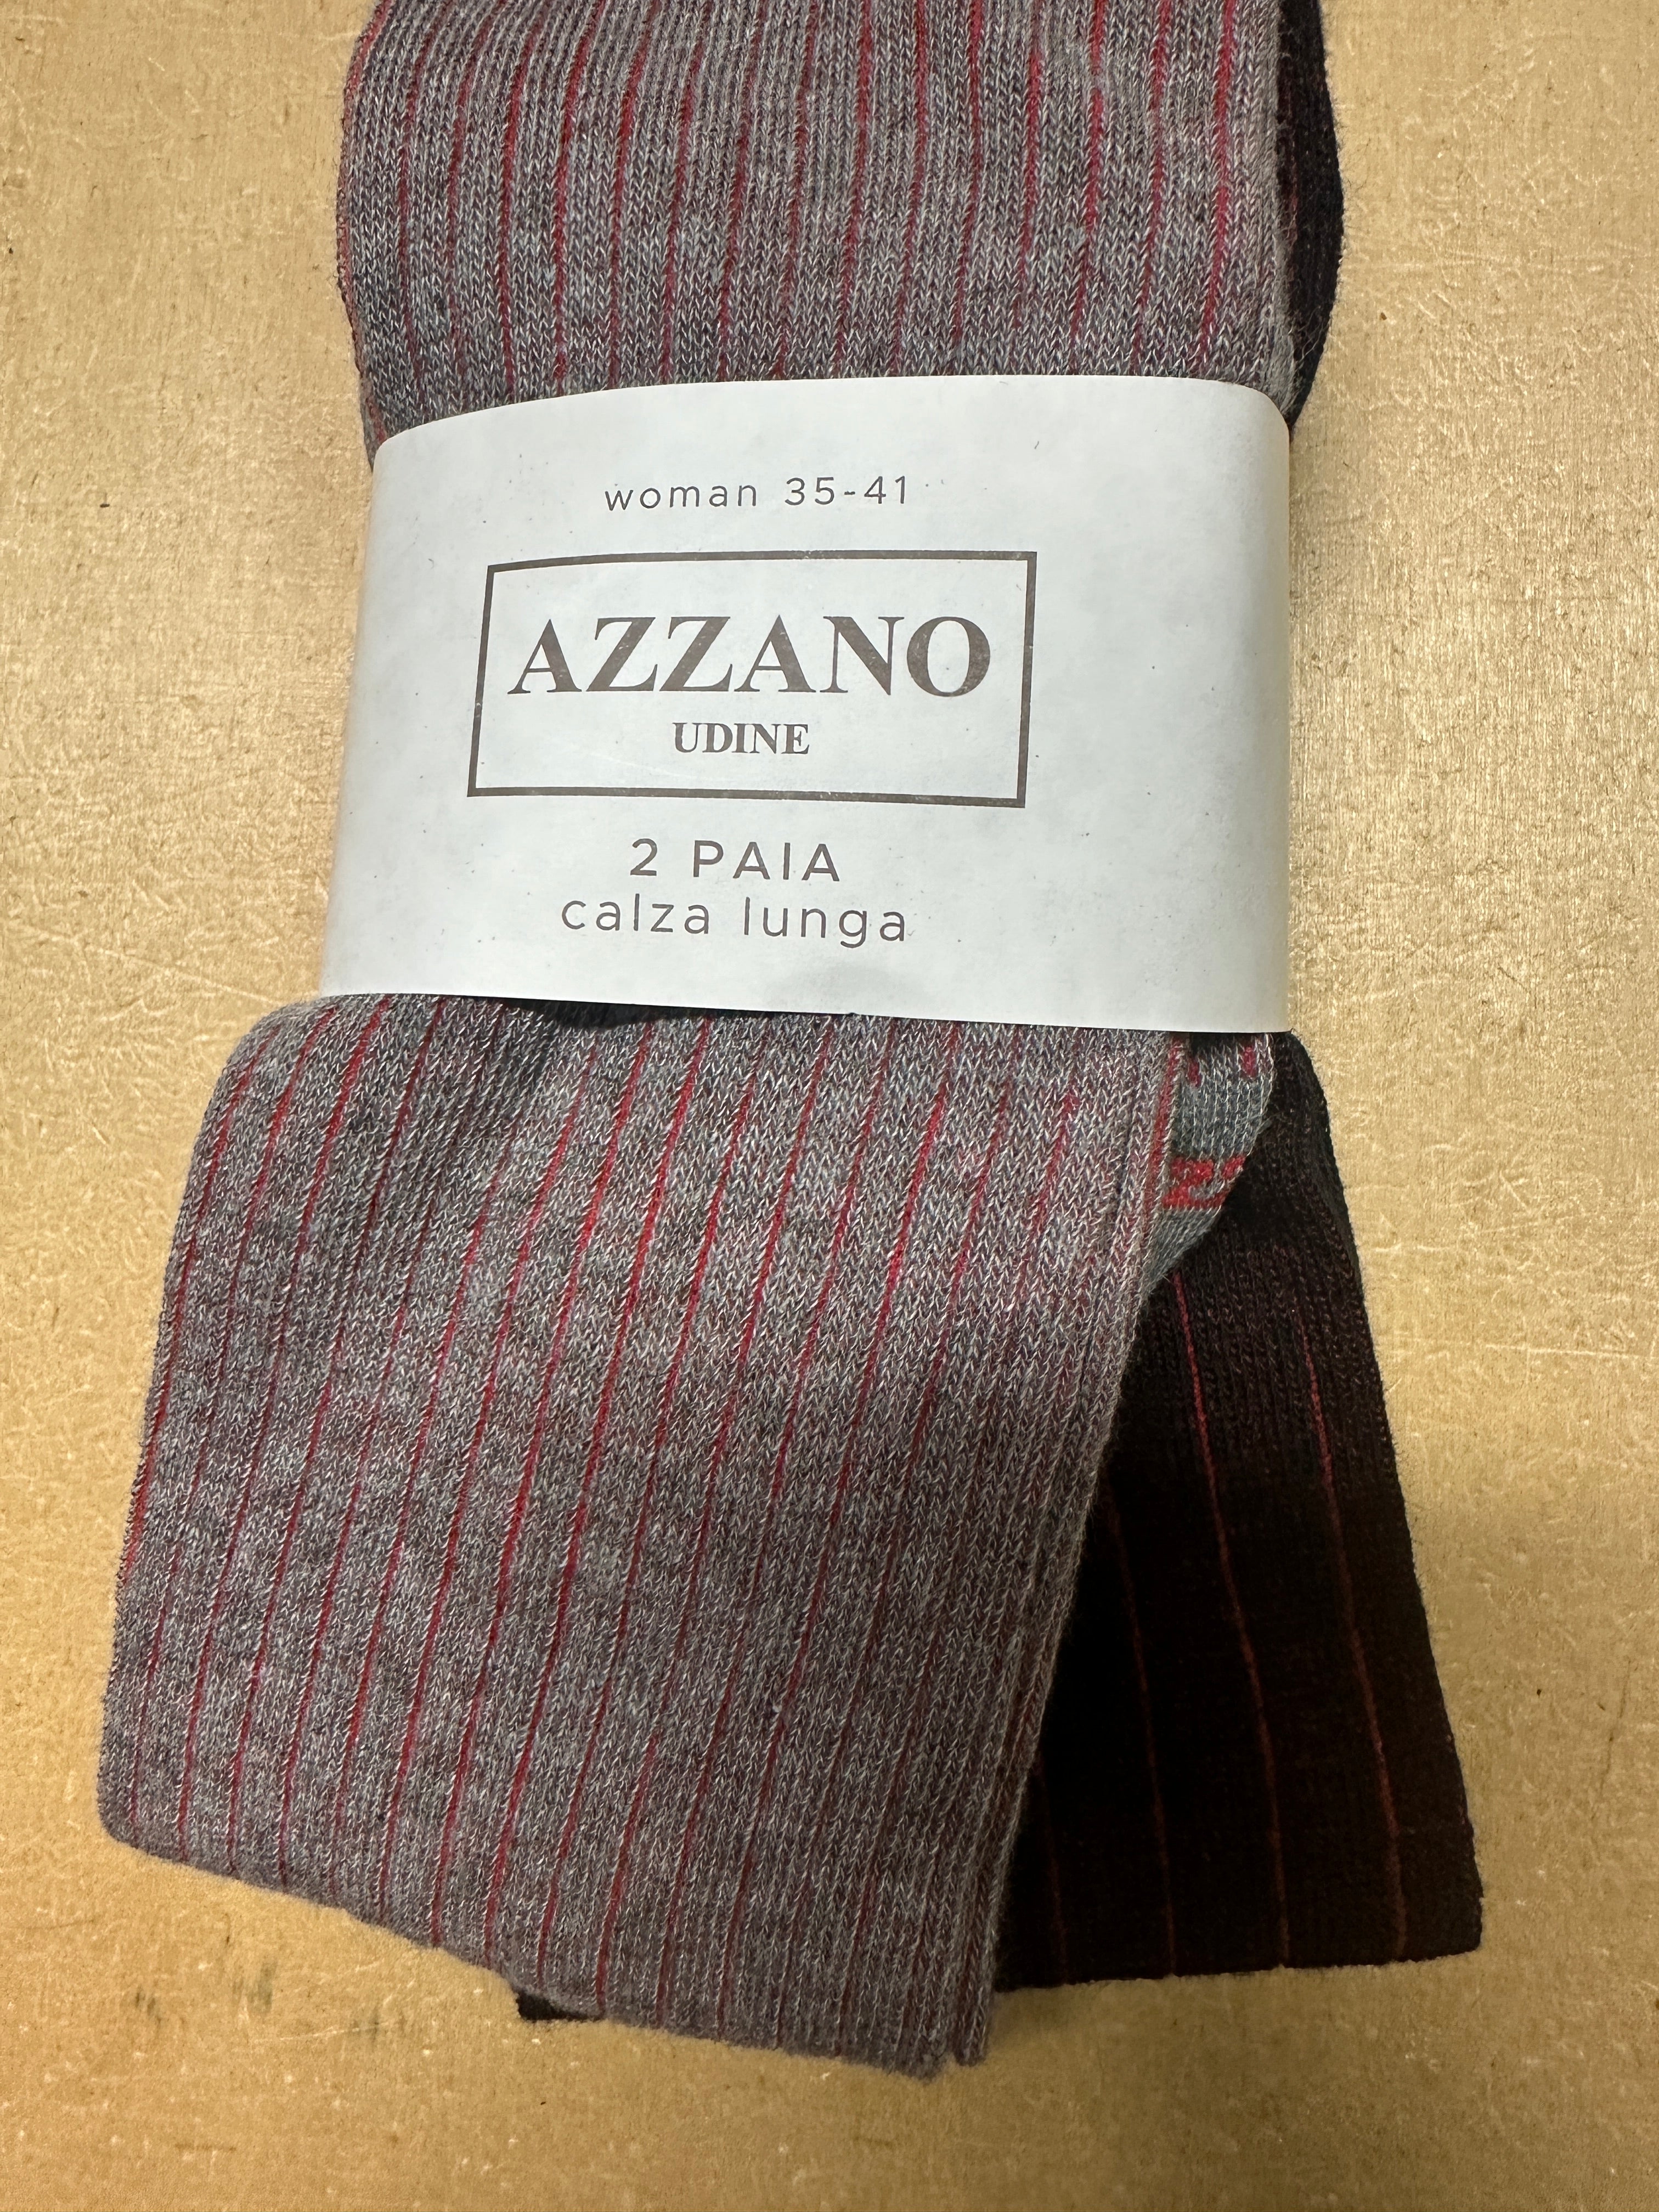 woman 35-41
AZZANO
UDINE
2 PAIA
calza lunga